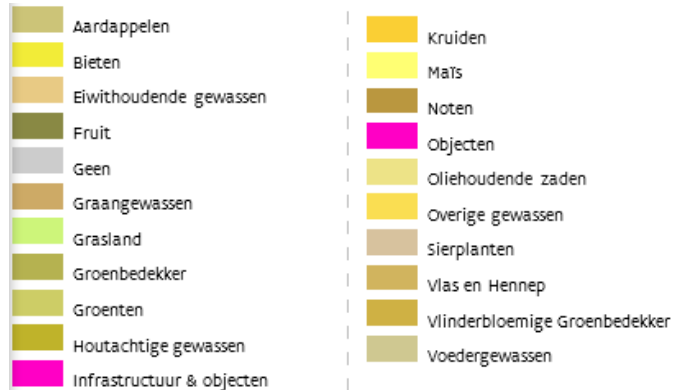 Aardappelen
Bieten
Eiwithoudende gewassen
Fruit
Geen
Graangewassen
Grasland
Groenbedekker
Groenten
Houtachtige gewassen
Infrastructuur & objecten
Kruiden
Maïs
Noten
Objecten
Oliehoudende zaden
Overige gewassen
Sierplanten
Vlas en Hennep
Vlinderbloemige Groenbedekker
Voedergewassen